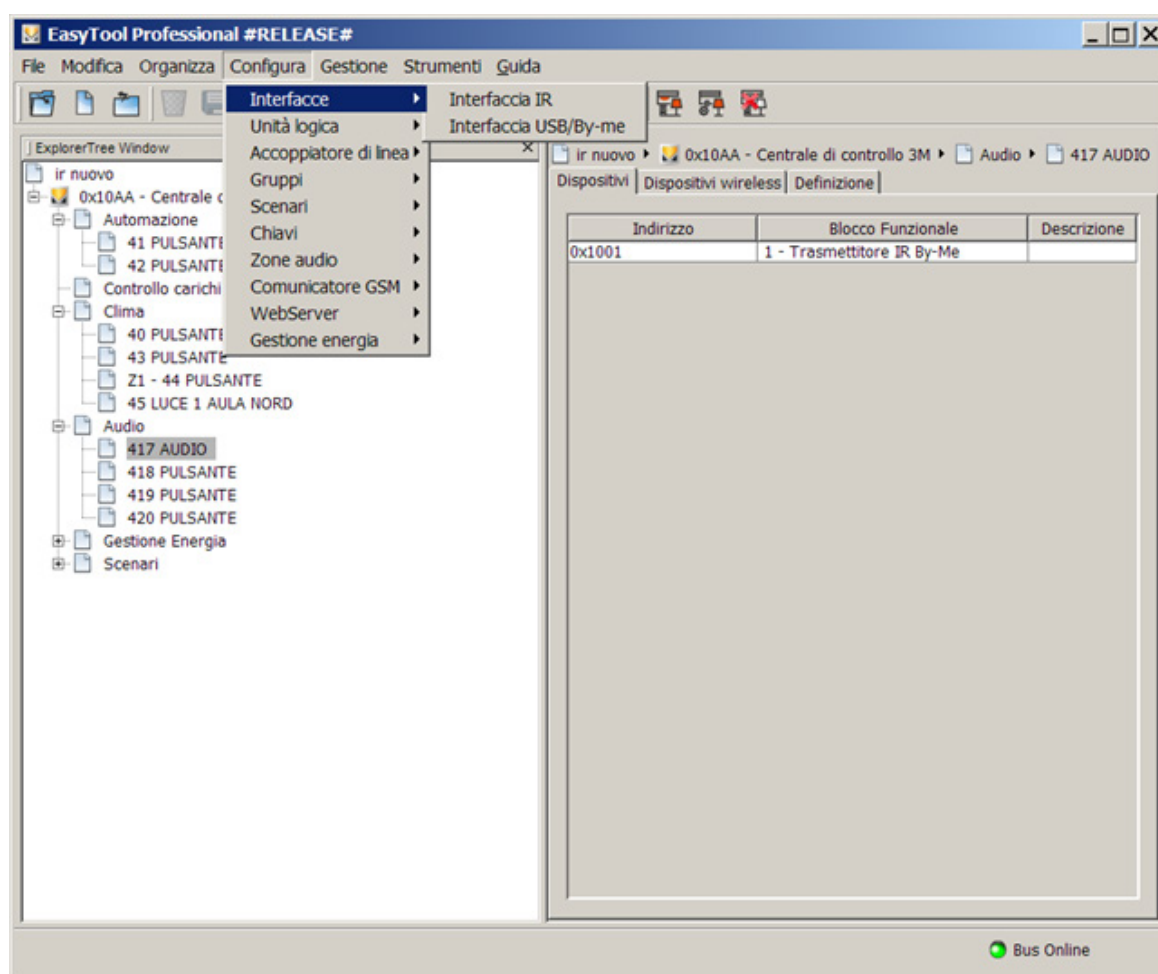 EasyTool Professional #RELEASE#
File Modifica Organizza Configura Gestione Strumenti Guida
Interfacce
Unità logica
Accoppiatore di linea
Gruppi
Scenari
Chiavi
Zone audio
Comunicatore GSM
WebServer
Gestione energia
Interfaccia IR
Interfaccia USB/By-me
ExplorerTree Window
ir nuovo
0x10AA - Centrale
Automazione
41 PULSANTE
42 PULSANTE
Controllo carichi
Clima
40 PULSANTE
43 PULSANTE
Z1 - 44 PULSANTE
45 LUCE 1 AULA NORD
Audio
417 AUDIO
418 PULSANTE
419 PULSANTE
420 PULSANTE
Gestione Energia
Scenari
ir nuovo 0x10AA - Centrale di controllo 3M Audio 417 AUDIO
Dispositivi Dispositivi wireless Definizione
Indirizzo Blocco Funzionale Descrizione
0x1001 1 - Trasmettitore IR By-Me
Bus Online